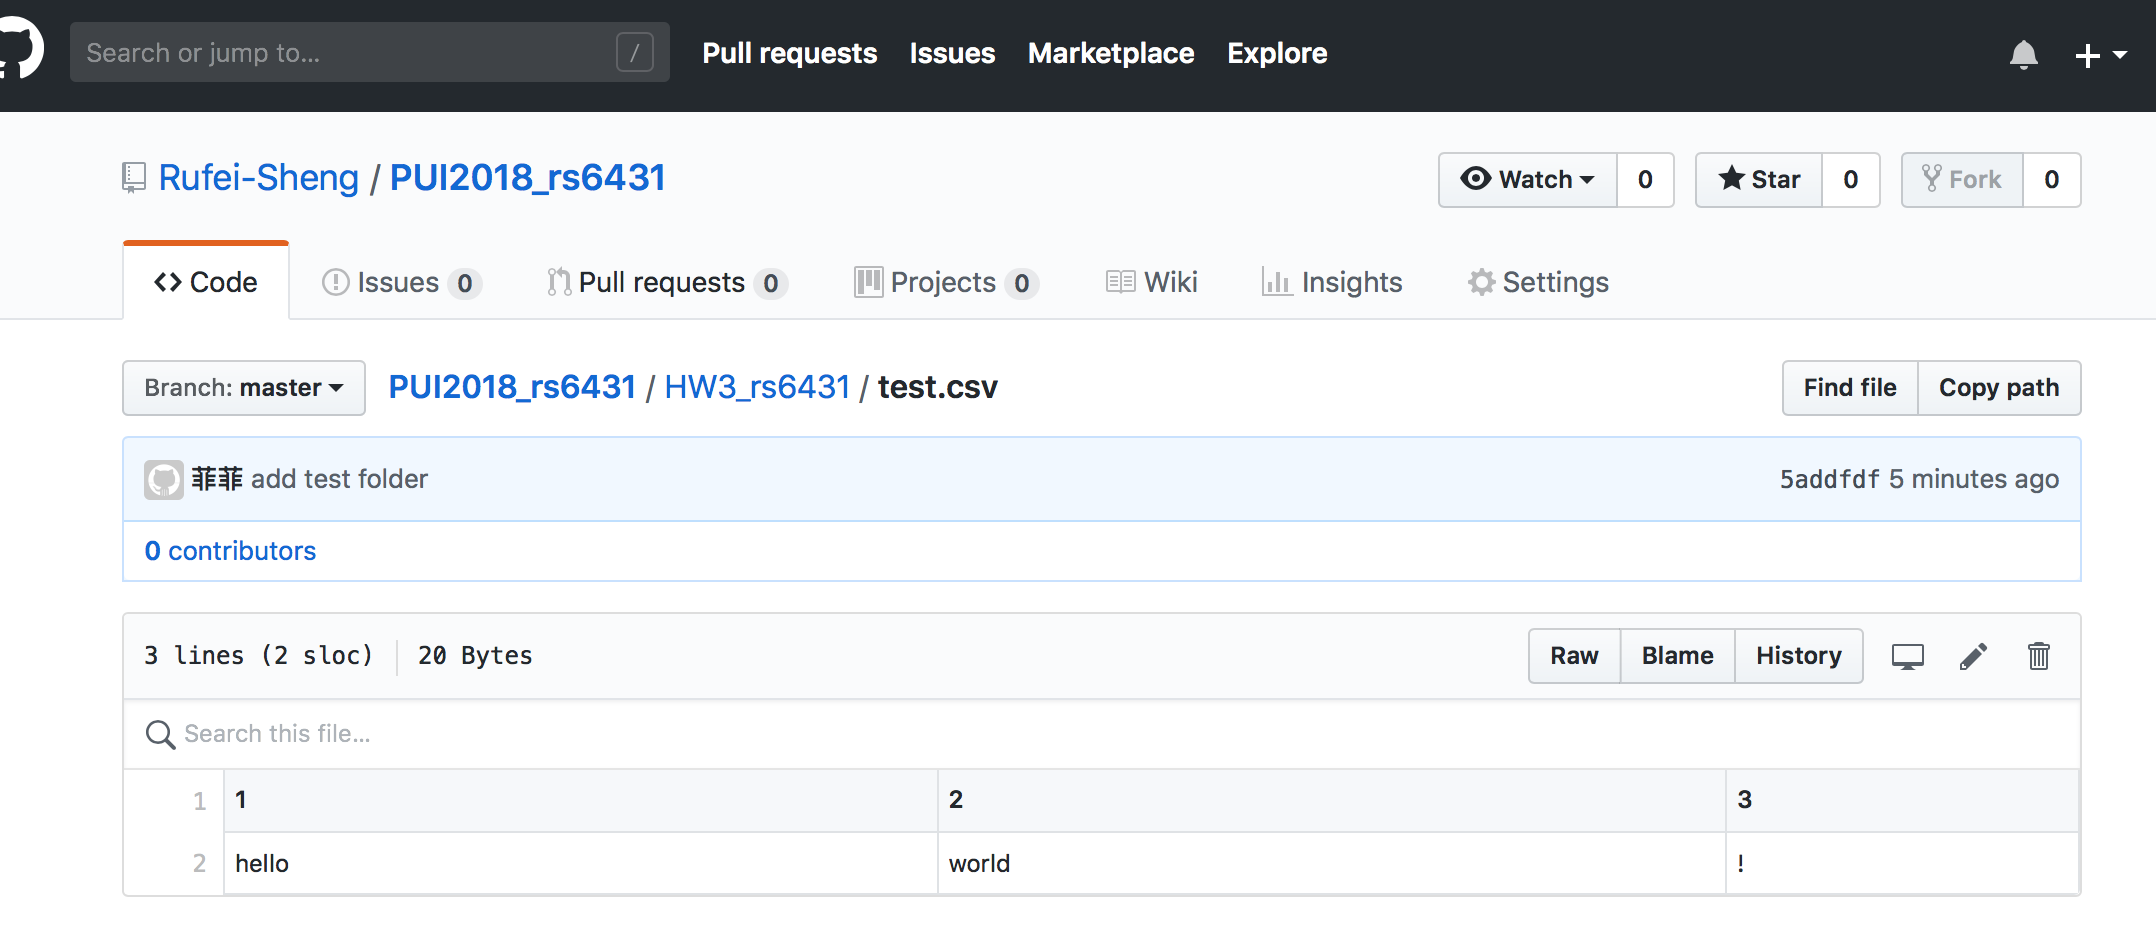 Search or jump to... / Pull requests Issues Marketplace Explore
Rufei-Sheng / PUI2018_rs6431 Watch 0 Star 0 Fork 0
Code Issues 0 Pull requests 0 Projects 0 Wiki Insights Settings
Branch: master PUI2018_rs6431 / HW3_rs6431 / test.csv Find file Copy path
菲菲 add test folder 5addfdf 5 minutes ago
0 contributors
3 lines (2 sloc) 20 Bytes Raw Blame History
Search this file...
1 1 2 3
2 hello world !